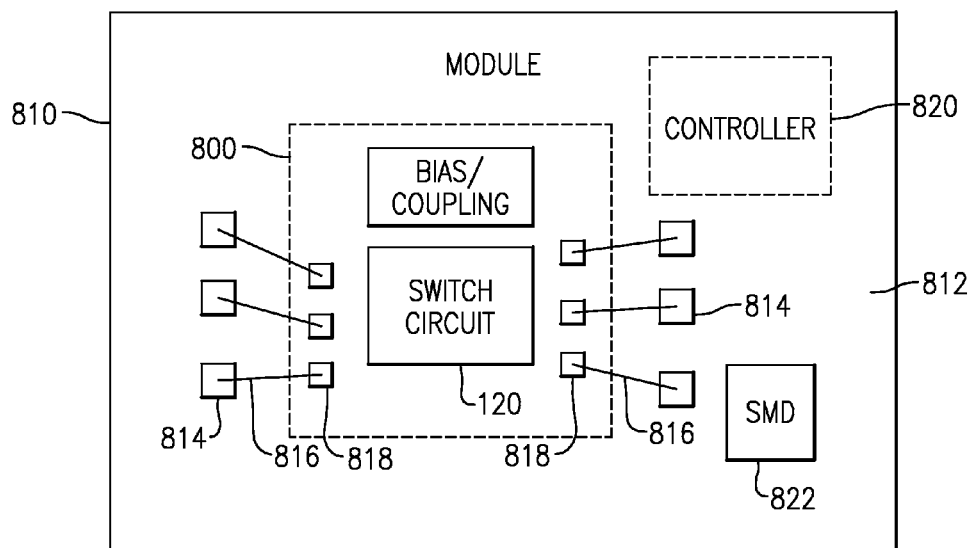 MODULE
810
820
CONTROLLER
800
BIAS/
COUPLING
812
SWITCH
CIRCUIT
814
120
SMD
814
816
818
818
816
822